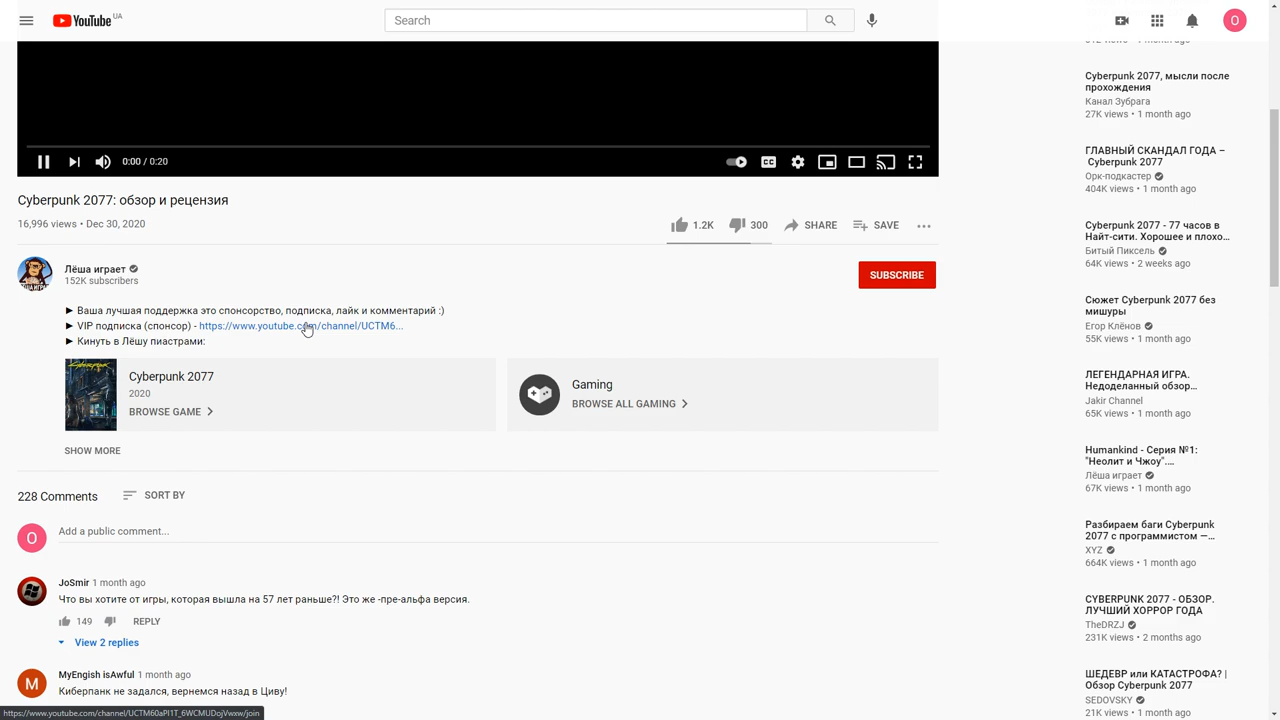 YouTube UA
Search
O
0:00 / 0:20
CC
Cyberpunk 2077: обзор и рецензия
16,996 views • Dec 30, 2020
1.2K
300
SHARE
SAVE
Лёша играет
152K subscribers
SUBSCRIBE
► Ваша лучшая поддержка это спонсорство, подписка, лайк и комментарий :)
► VIP подписка (спонсор) - https://www.youtube.com/channel/UCTM6...
► Кинуть в Лёшу пиастрами:
Cyberpunk 2077
2020
BROWSE GAME
Gaming
BROWSE ALL GAMING
SHOW MORE
228 Comments
SORT BY
O
Add a public comment...
JoSmir 1 month ago
Что вы хотите от игры, которая вышла на 57 лет раньше?! Это же -пре-альфа версия.
149
REPLY
View 2 replies
M
MyEngish isAwful 1 month ago
Киберпанк не задался, вернемся назад в Циву!
https://www.youtube.com/channel/UCTM60aPl1T_6WCMUDojVwxw/join
Cyberpunk 2077, мысли после
прохождения
Канал Зубрага
27K views • 1 month ago
ГЛАВНЫЙ СКАНДАЛ ГОДА –
Cyberpunk 2077
Орк-подкастер
404K views • 1 month ago
Cyberpunk 2077 - 77 часов в
Найт-сити. Хорошее и плохо...
Битый Пиксель
64K views • 2 weeks ago
Сюжет Cyberpunk 2077 без
мишуры
Егор Клёнов
55K views • 1 month ago
ЛЕГЕНДАРНАЯ ИГРА.
Недоделанный обзор...
Jakir Channel
65K views • 1 month ago
Humankind - Серия №1:
"Неолит и Чжоу"....
Лёша играет
67K views • 1 month ago
Разбираем баги Cyberpunk
2077 с программистом —...
XYZ
664K views • 1 month ago
CYBERPUNK 2077 - ОБЗОР.
ЛУЧШИЙ ХОРРОР ГОДА
TheDRZJ
231K views • 2 months ago
ШЕДЕВР или КАТАСТРОФА? |
Обзор Cyberpunk 2077
SEDOVSKY
21K views • 1 month ago